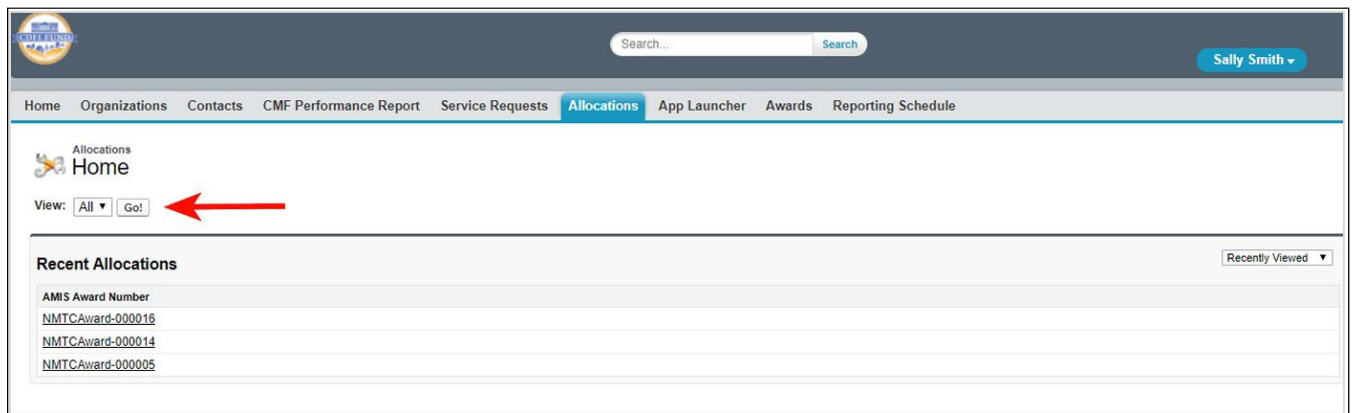 CDFI FUND
Search... Search
Sally Smith
Home Organizations Contacts CMF Performance Report Service Requests Allocations App Launcher Awards Reporting Schedule
Allocations
Home
View: All Go!
Recent Allocations Recently Viewed
AMIS Award Number
NMTCAward-000016
NMTCAward-000014
NMTCAward-000005